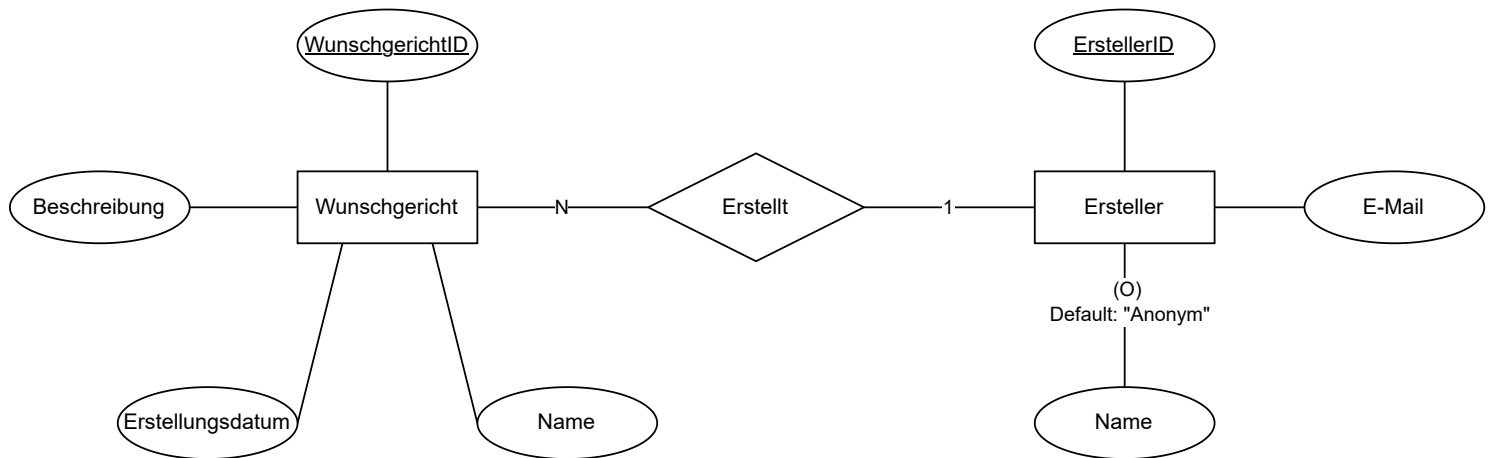 WunschgerichtID
ErstellerID
Beschreibung
Wunschgericht
N
Erstellt
1
Ersteller
E-Mail
(O)
Default: "Anonym"
Erstellungsdatum
Name
Name